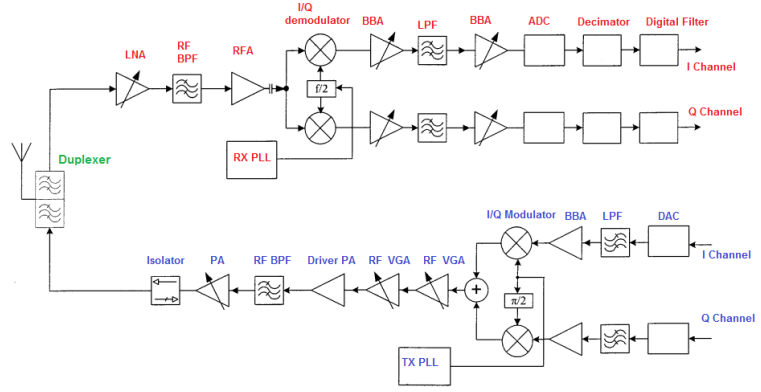 I/Q
demodulator
BBA
LPF
BBA
ADC
Decimator
Digital Filter
LNA
RF
BPF
RFA
I Channel
f/2
Q Channel
RX PLL
Duplexer
I/Q Modulator
BBA
LPF
DAC
I Channel
Isolator
PA
RF BPF
Driver PA
RF VGA
RF VGA
+
π/2
Q Channel
TX PLL